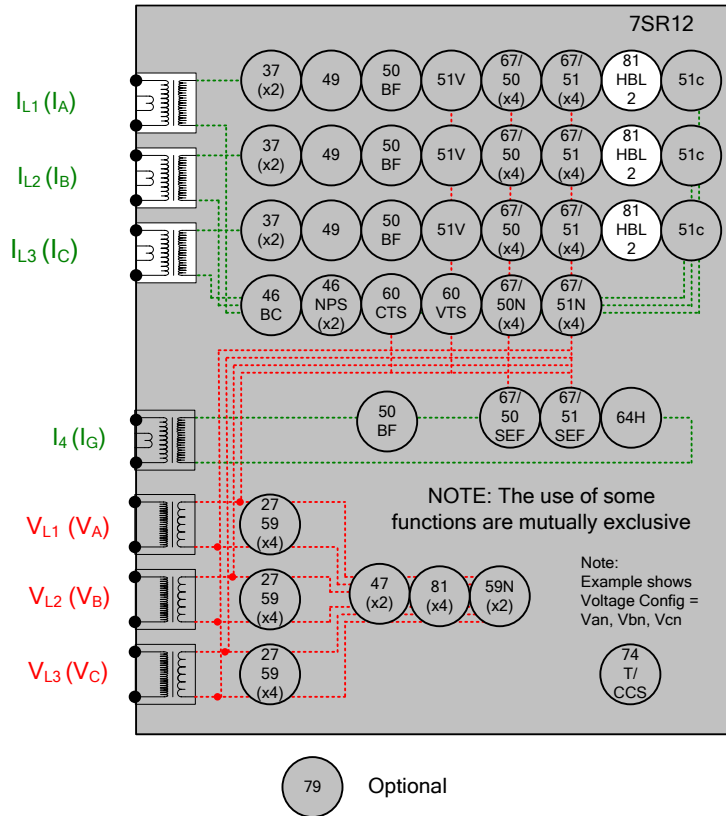 7SR12
I_L1 (I_A)
37
(x2)
49
50
BF
51V
67/
50
(x4)
67/
51
(x4)
81
HBL
2
51c
I_L2 (I_B)
37
(x2)
49
50
BF
51V
67/
50
(x4)
67/
51
(x4)
81
HBL
2
51c
I_L3 (I_C)
37
(x2)
49
50
BF
51V
67/
50
(x4)
67/
51
(x4)
81
HBL
2
51c
46
BC
46
NPS
(x2)
60
CTS
60
VTS
67/
50N
(x4)
67/
51N
(x4)
I_4 (I_G)
50
BF
67/
50
SEF
67/
51
SEF
64H
NOTE: The use of some
functions are mutually exclusive
V_L1 (V_A)
27
59
(x4)
V_L2 (V_B)
27
59
(x4)
47
(x2)
81
(x4)
59N
(x2)
Note:
Example shows
Voltage Config =
Van, Vbn, Vcn
V_L3 (V_C)
27
59
(x4)
74
T/
CCS
79
Optional